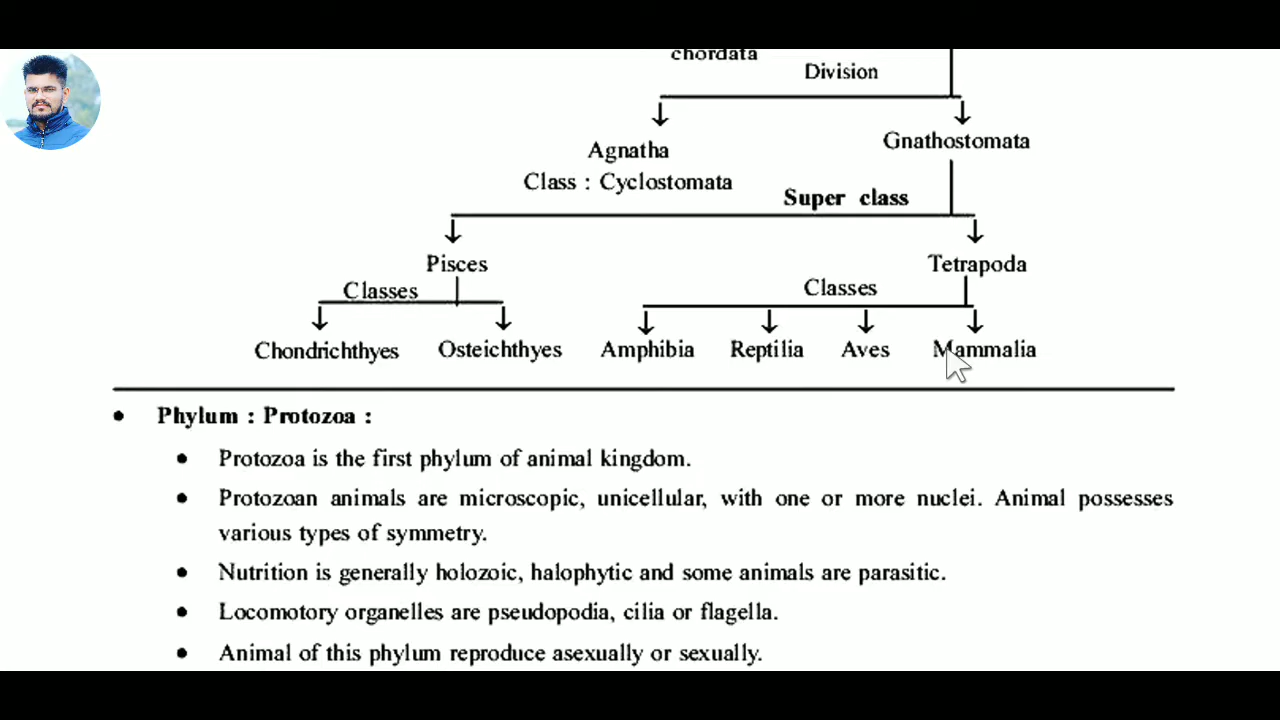 chordata
Division
Agnatha
Gnathostomata
Class : Cyclostomata
Super class
Pisces
Tetrapoda
Classes
Classes
Chondrichthyes Osteichthyes Amphibia Reptilia Aves Mammalia
• Phylum : Protozoa :
• Protozoa is the first phylum of animal kingdom.
• Protozoan animals are microscopic, unicellular, with one or more nuclei. Animal possesses
various types of symmetry.
• Nutrition is generally holozoic, halophytic and some animals are parasitic.
• Locomotory organelles are pseudopodia, cilia or flagella.
• Animal of this phylum reproduce asexually or sexually.